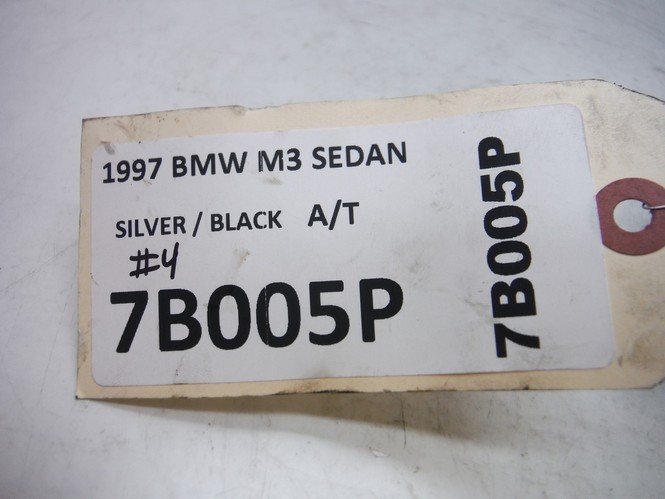 1997 BMW M3 SEDAN
SILVER / BLACK A/T
#4
7B005P
7B005P